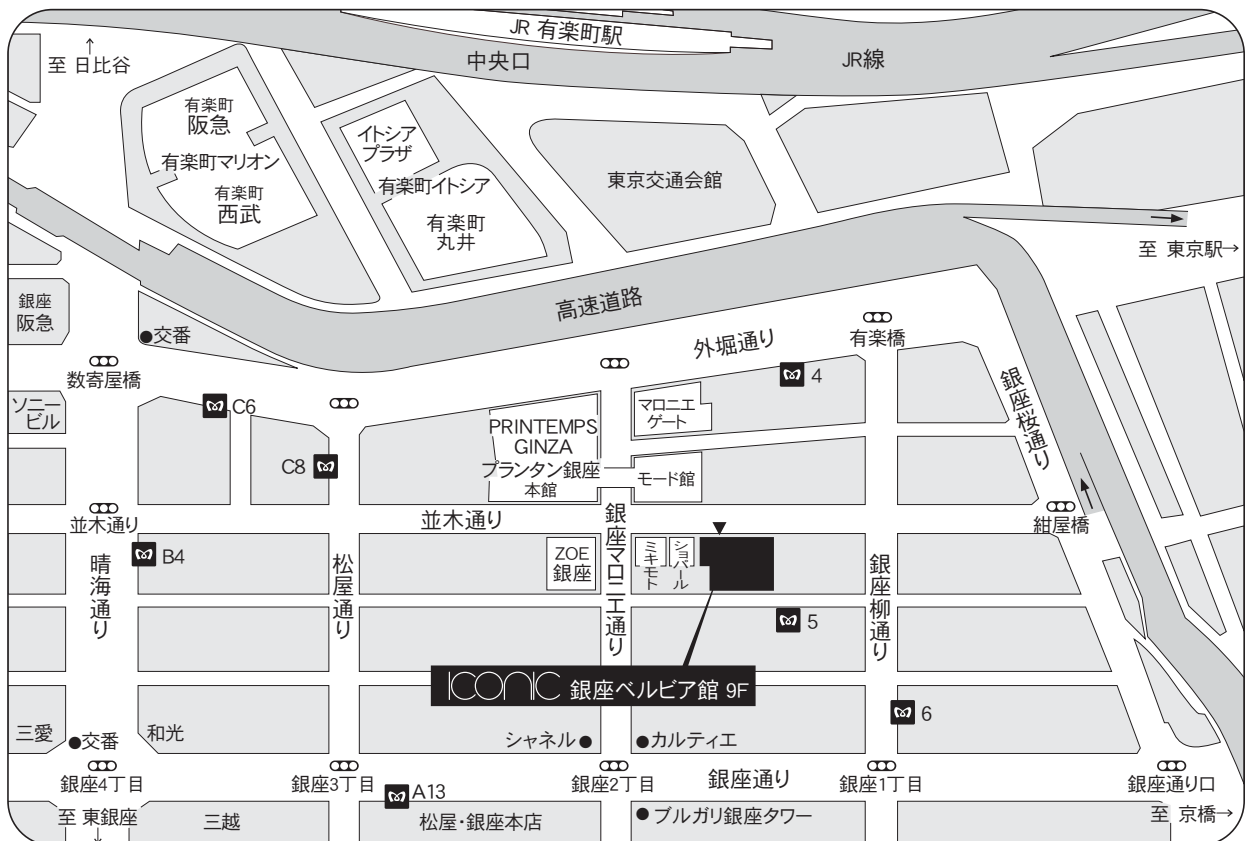 JR 有楽町駅
中央口
JR線
↑
至 日比谷
有楽町
阪急
有楽町マリオン
有楽町
西武
イトシア
プラザ
有楽町イトシア
有楽町
丸井
東京交通会館
至 東京駅→
高速道路
銀座
阪急
●交番
数寄屋橋
外堀通り
有楽橋
ソニー
ビル
C6
C8
PRINTEMPS
GINZA
プランタン銀座
本館
マロニエ
ゲート
4
モード館
銀座桜通り
紺屋橋
並木通り
並木通り
B4
晴海通り
松屋通り
ZOE
銀座
銀座マロニエ通り
ミキモト
ショパール
銀座柳通り
5
ICONIC 銀座ベルビア館 9F
6
三愛
●交番
和光
シャネル●
●カルティエ
銀座4丁目
銀座3丁目
銀座2丁目
銀座通り
銀座1丁目
銀座通り口
至 東銀座
↓
三越
A13
松屋・銀座本店
●ブルガリ銀座タワー
至 京橋→